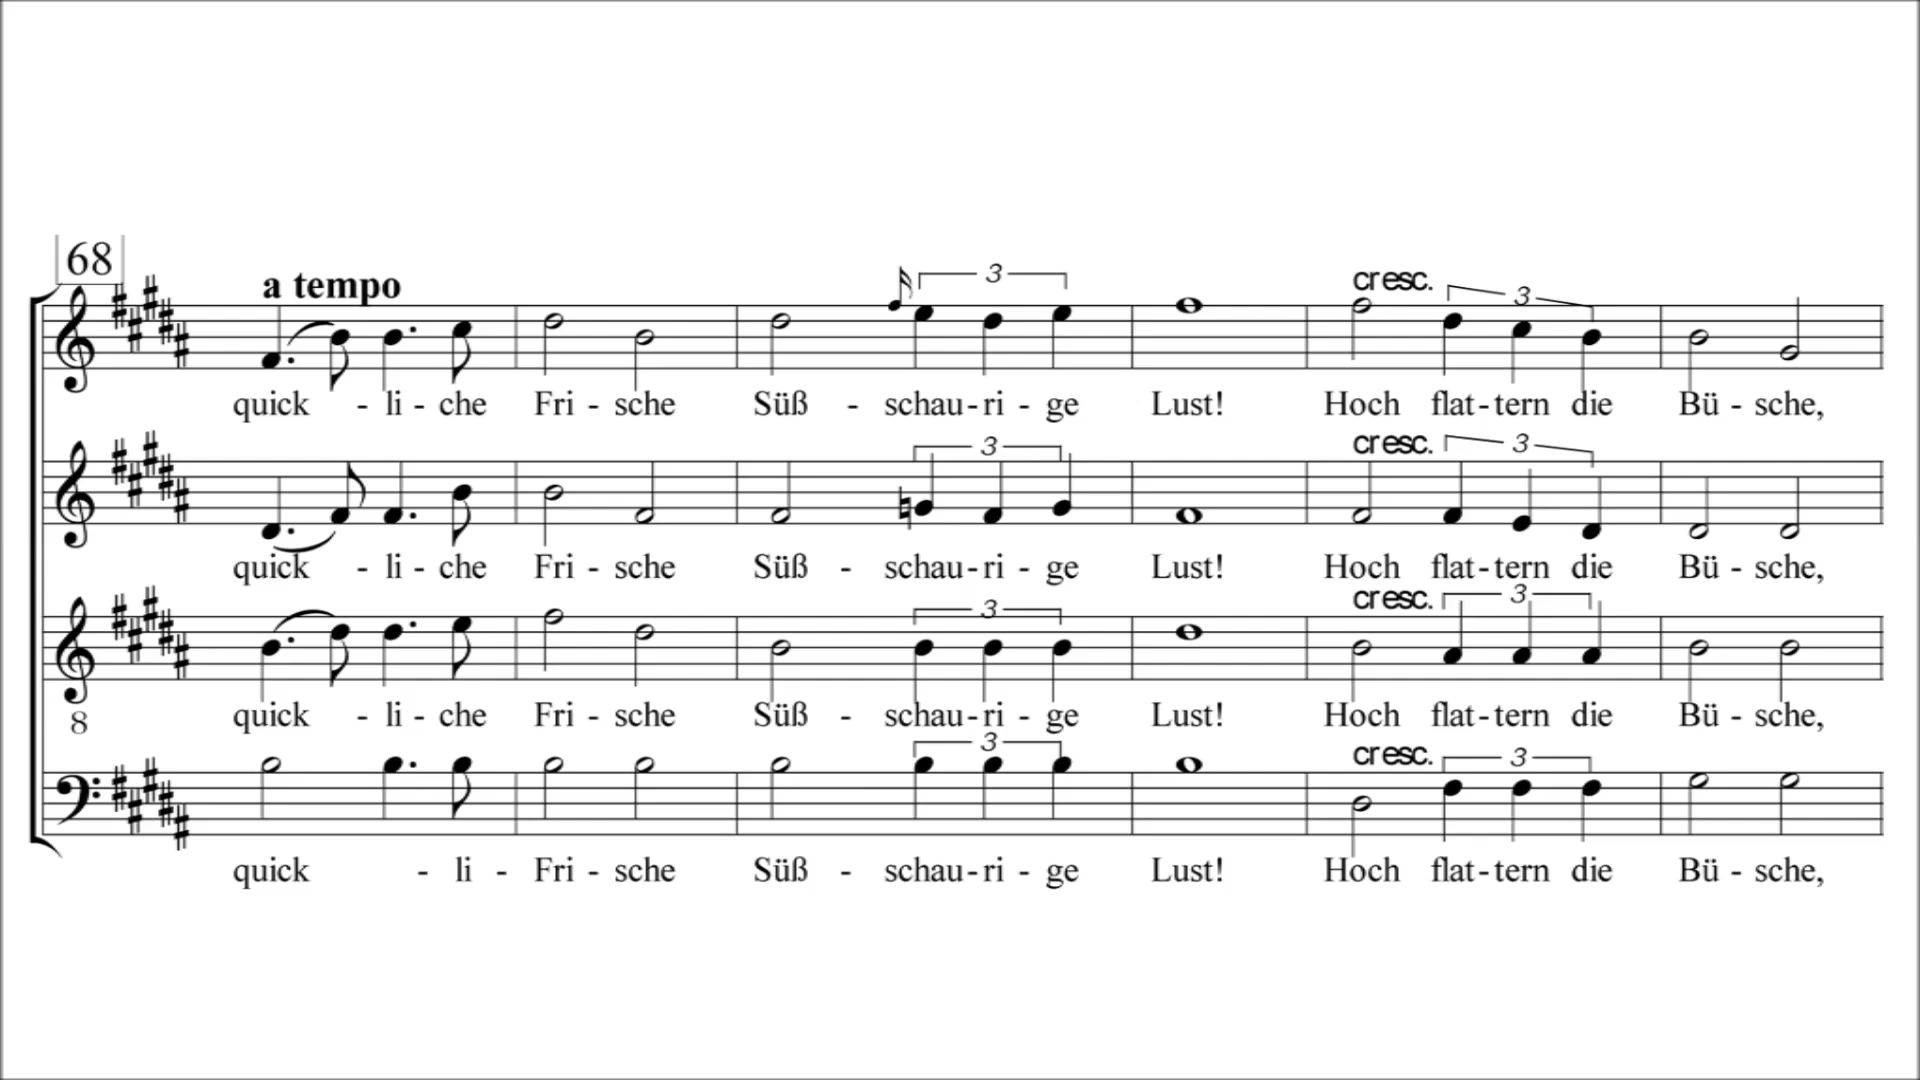 68
a tempo
3
cresc.
3
quick - li - che Fri - sche Süß - schau - ri - ge Lust! Hoch flat - tern die Bü - sche,
3
cresc.
3
quick - li - che Fri - sche Süß - schau - ri - ge Lust! Hoch flat - tern die Bü - sche,
3
cresc.
3
8
quick - li - che Fri - sche Süß - schau - ri - ge Lust! Hoch flat - tern die Bü - sche,
3
cresc.
3
quick - li - Fri - sche Süß - schau - ri - ge Lust! Hoch flat - tern die Bü - sche,